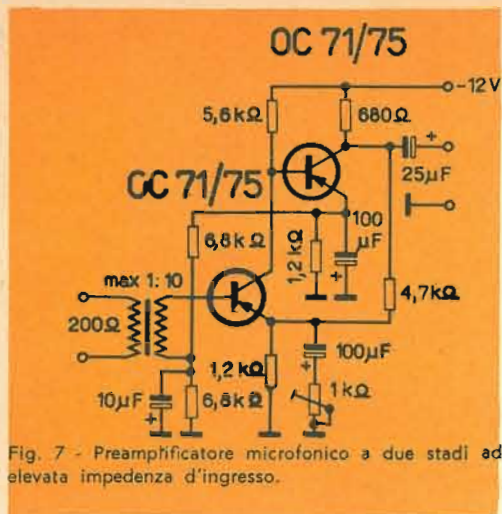 OC 71/75
-12V
5,6kΩ
680Ω
+
25µF
OC 71/75
100
µF
+
6,8kΩ
1,2kΩ
4,7kΩ
max 1:10
200Ω
100µF
+
1,2kΩ
1kΩ
10µF
+
6,8kΩ
Fig. 7 - Preamplificatore microfonico a due stadi ad
elevata impedenza d'ingresso.